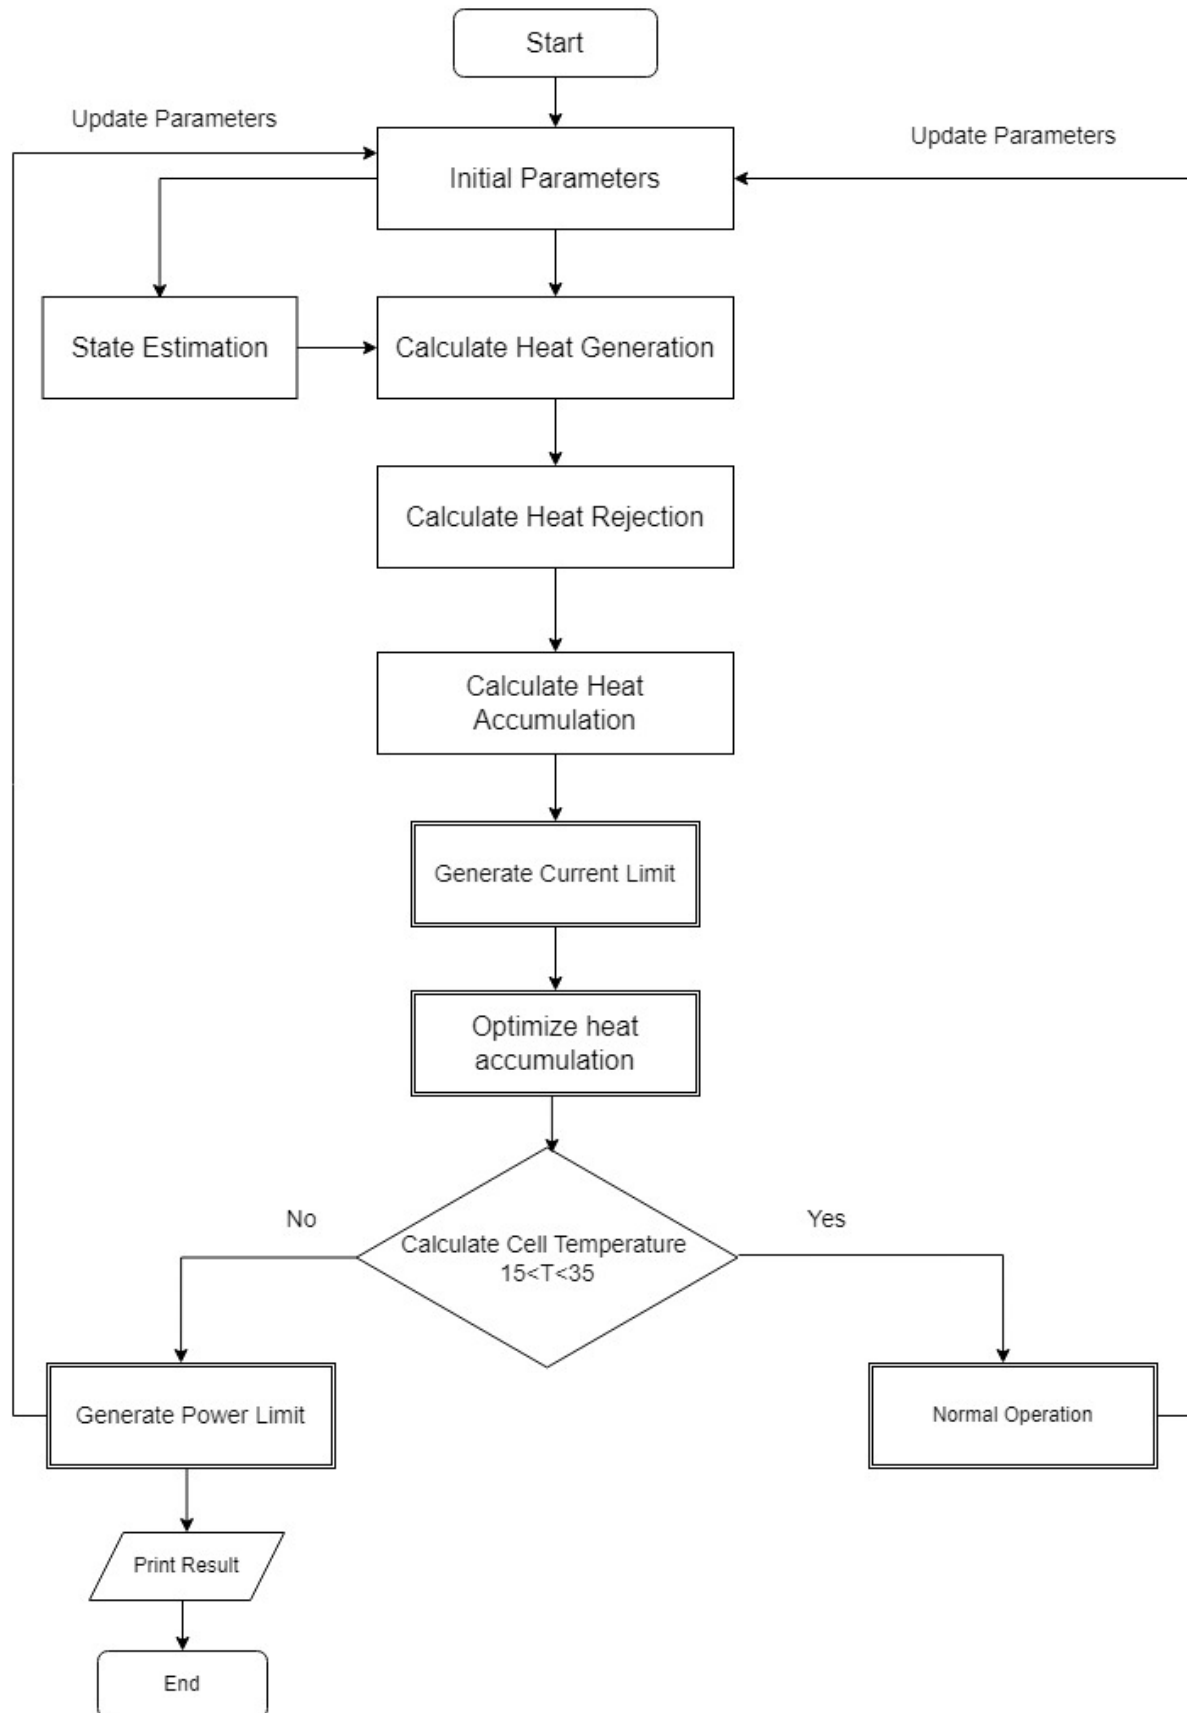 Start
Update Parameters
Update Parameters
Initial Parameters
State Estimation
Calculate Heat Generation
Calculate Heat Rejection
Calculate Heat
Accumulation
Generate Current Limit
Optimize heat
accumulation
No
Yes
Calculate Cell Temperature
15<T<35
Generate Power Limit
Normal Operation
Print Result
End